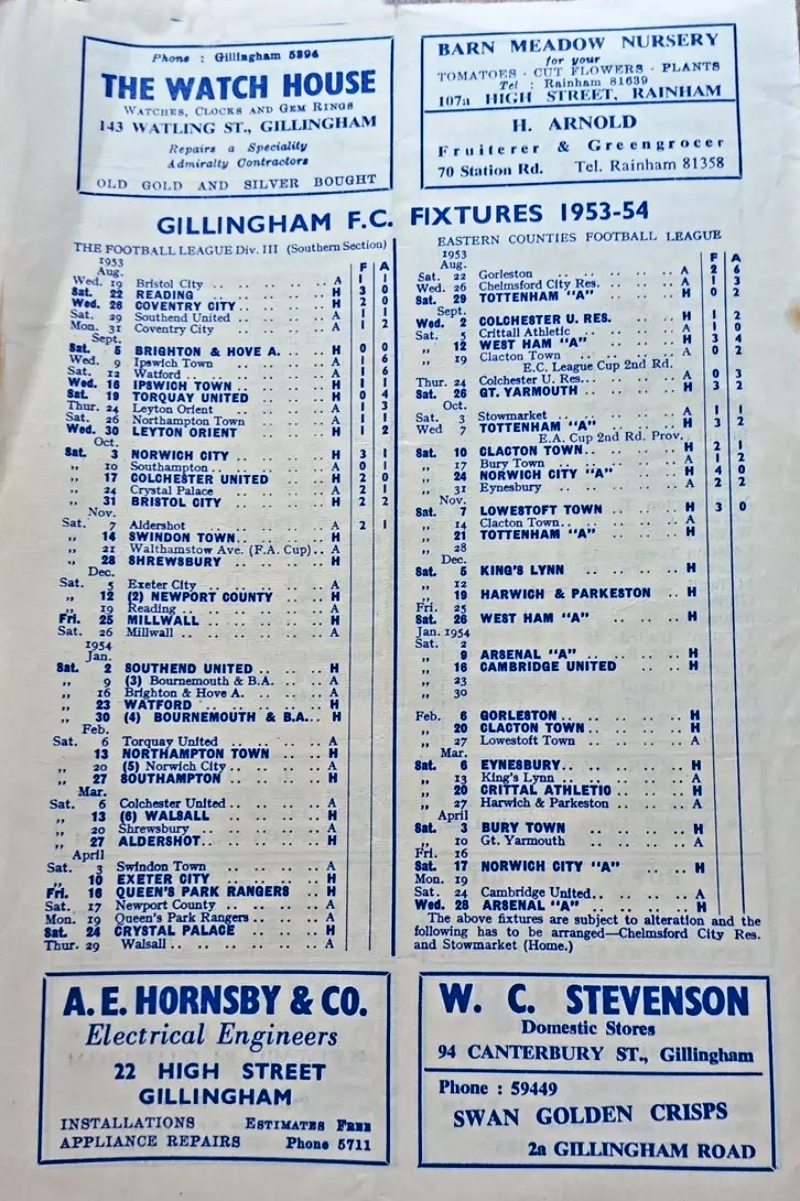 Phone : Gillingham 5894
THE WATCH HOUSE
WATCHES, CLOCKS AND GEM RINGS
143 WATLING ST., GILLINGHAM
Repairs a Speciality
Admiralty Contractors
OLD GOLD AND SILVER BOUGHT
BARN MEADOW NURSERY
for your
TOMATOES · CUT FLOWERS · PLANTS
Tel : Rainham 81639
107a HIGH STREET, RAINHAM
H. ARNOLD
Fruiterer & Greengrocer
70 Station Rd. Tel. Rainham 81358
GILLINGHAM F.C. FIXTURES 1953-54
THE FOOTBALL LEAGUE Div. III (Southern Section)
1953 F A
Aug.
Wed. 19 Bristol City .. A 1 1
Sat. 22 READING .. H 3 0
Wed. 26 COVENTRY CITY .. H 2 0
Sat. 29 Southend United .. A 1 1
Mon. 31 Coventry City .. A 1 2
Sept.
Sat. 5 BRIGHTON & HOVE A. .. H 0 0
Wed. 9 Ipswich Town .. A 1 6
Sat. 12 Watford .. A 1 6
Wed. 16 IPSWICH TOWN .. H 1 1
Sat. 19 TORQUAY UNITED .. H 0 4
Thur. 24 Leyton Orient .. A 1 3
Sat. 26 Northampton Town .. A 1 1
Wed. 30 LEYTON ORIENT .. H 1 2
Oct.
Sat. 3 NORWICH CITY .. H 3 1
,, 10 Southampton .. A 0 1
,, 17 COLCHESTER UNITED .. H 2 0
,, 24 Crystal Palace .. A 2 1
,, 31 BRISTOL CITY .. H 2 2
Nov.
Sat. 7 Aldershot .. A 2 1
,, 14 SWINDON TOWN .. H
,, 21 Walthamstow Ave. (F.A. Cup) .. A
,, 28 SHREWSBURY .. H
Dec.
Sat. 5 Exeter City .. A
,, 12 (2) NEWPORT COUNTY .. H
,, 19 Reading .. A
Fri. 25 MILLWALL .. H
Sat. 26 Millwall .. A
1954
Jan.
Sat. 2 SOUTHEND UNITED .. H
,, 9 (3) Bournemouth & B.A. .. A
,, 16 Brighton & Hove A. .. A
,, 23 WATFORD .. H
,, 30 (4) BOURNEMOUTH & B.A. .. H
Feb.
Sat. 6 Torquay United .. A
13 NORTHAMPTON TOWN .. H
,, 20 (5) Norwich City .. A
,, 27 SOUTHAMPTON .. H
Mar.
Sat. 6 Colchester United .. A
,, 13 (6) WALSALL .. H
,, 20 Shrewsbury .. A
,, 27 ALDERSHOT .. H
April
Sat. 3 Swindon Town .. A
,, 10 EXETER CITY .. H
Fri. 16 QUEEN'S PARK RANGERS .. H
Sat. 17 Newport County .. A
Mon. 19 Queen's Park Rangers .. A
Sat. 24 CRYSTAL PALACE .. H
Thur. 29 Walsall .. A
EASTERN COUNTIES FOOTBALL LEAGUE
1953 F A
Aug.
Sat. 22 Gorleston .. A 2 6
Wed. 26 Chelmsford City Res. .. A 1 3
Sat. 29 TOTTENHAM "A" .. H 0 2
Sept.
Wed. 2 COLCHESTER U. RES. .. H 1 2
Sat. 5 Crittall Athletic .. A 1 0
,, 12 WEST HAM "A" .. H 3 4
,, 19 Clacton Town .. A 0 2
E.C. League Cup 2nd Rd.
Thur. 24 Colchester U. Res. .. A 0 3
Sat. 26 GT. YARMOUTH .. H 3 2
Oct.
Sat. 3 Stowmarket .. A 1 1
Wed 7 TOTTENHAM "A" .. H 3 2
E.A. Cup 2nd Rd. Prov.
Sat. 10 CLACTON TOWN .. H 2 1
,, 17 Bury Town .. A 1 2
,, 24 NORWICH CITY "A" .. H 4 0
,, 31 Eynesbury .. A 2 2
Nov.
Sat. 7 LOWESTOFT TOWN .. H 3 0
,, 14 Clacton Town .. A
,, 21 TOTTENHAM "A" .. H
,, 28
Dec.
Sat. 5 KING'S LYNN .. H
,, 12
,, 19 HARWICH & PARKESTON .. H
Fri. 25
Sat. 26 WEST HAM "A" .. H
Jan. 1954
Sat. 2
,, 9 ARSENAL "A" .. H
,, 16 CAMBRIDGE UNITED .. H
,, 23
,, 30
Feb. 6 GORLESTON .. H
,, 20 CLACTON TOWN .. H
,, 27 Lowestoft Town .. A
Mar.
Sat. 6 EYNESBURY .. H
,, 13 King's Lynn .. A
,, 20 CRITTAL ATHLETIC .. H
,, 27 Harwich & Parkeston .. A
April
Sat. 3 BURY TOWN .. H
,, 10 Gt. Yarmouth .. A
Fri. 16
Sat. 17 NORWICH CITY "A" .. H
Mon. 19
Sat. 24 Cambridge United .. A
Wed. 28 ARSENAL "A" .. H
The above fixtures are subject to alteration and the
following has to be arranged—Chelmsford City Res.
and Stowmarket (Home.)
A. E. HORNSBY & CO.
Electrical Engineers
22 HIGH STREET
GILLINGHAM
INSTALLATIONS ESTIMATES FREE
APPLIANCE REPAIRS Phone 5711
W. C. STEVENSON
Domestic Stores
94 CANTERBURY ST., Gillingham
Phone : 59449
SWAN GOLDEN CRISPS
2a GILLINGHAM ROAD